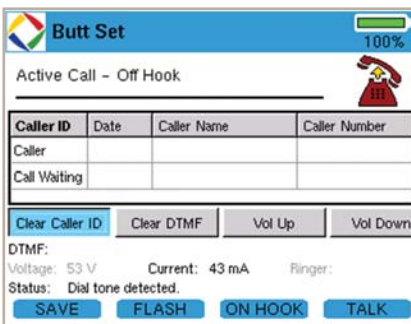 Butt Set
100%
Active Call - Off Hook
Caller ID Date Caller Name Caller Number
Caller
Call Waiting
Clear Caller ID Clear DTMF Vol Up Vol Down
DTMF:
Voltage: 53 V Current: 43 mA Ringer:
Status: Dial tone detected.
SAVE FLASH ON HOOK TALK